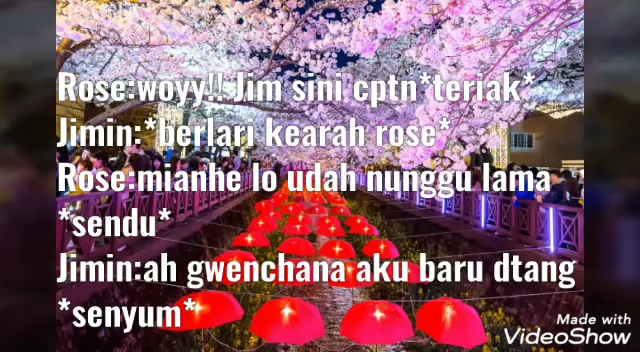 Rose:woyy!! Jim sini cptn*teriak*
Jimin:*berlari kearah rose*
Rose:mianhe lo udah nunggu lama
*sendu*
Jimin:ah gwenchana aku baru dtang
*senyum*
Made with
VideoShow